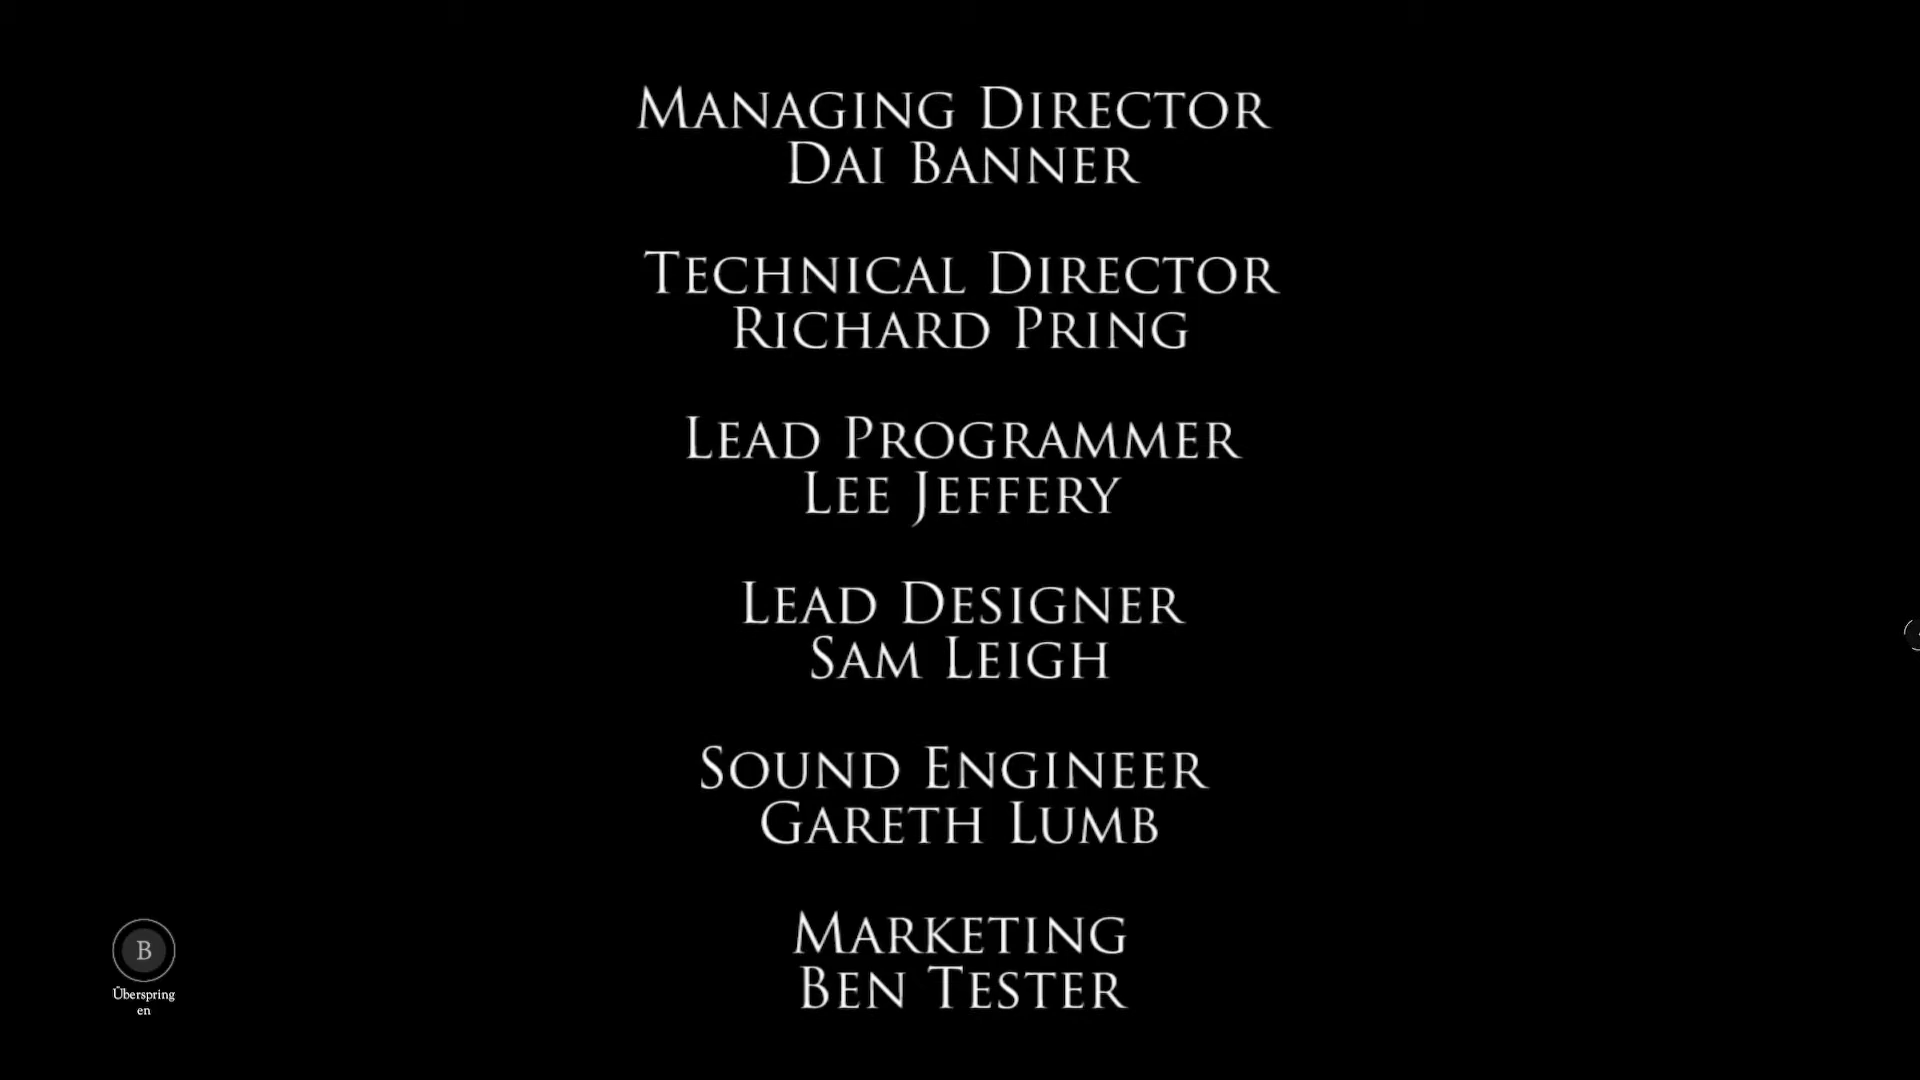 Managing Director
Dai Banner
Technical Director
Richard Pring
Lead Programmer
Lee Jeffery
Lead Designer
Sam Leigh
Sound Engineer
Gareth Lumb
Marketing
Ben Tester
B
Überspring
en